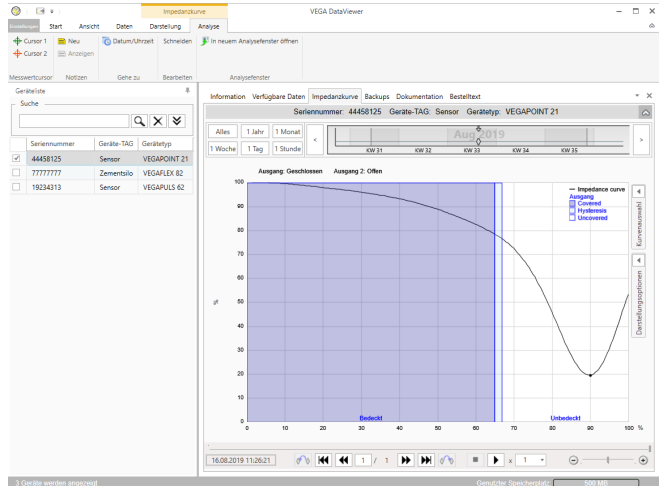 Impedanzkurve
VEGA DataViewer
Einstellungen Start Ansicht Daten Darstellung Analyse
Cursor 1 Neu Datum/Uhrzeit Schneiden In neuem Analysefenster öffnen
Cursor 2 Anzeigen
Messwertcursor Notizen Gehe zu Bearbeiten Analysefenster
Geräteliste
Suche
Seriennummer Geräte-TAG Gerätetyp
44458125 Sensor VEGAPOINT 21
77777777 Zementsilo VEGAFLEX 82
19234313 Sensor VEGAPULS 62
Information Verfügbare Daten Impedanzkurve Backups Dokumentation Bestelltext
Seriennummer: 44458125 Geräte-TAG: Sensor Gerätetyp: VEGAPOINT 21
Alles 1 Jahr 1 Monat
1 Woche 1 Tag 1 Stunde
< Aug 2019 >
KW 31 KW 32 KW 33 KW 34 KW 35
Ausgang: Geschlossen Ausgang 2: Offen
Impedance curve
Ausgang
Covered
Hysteresis
Uncovered
Kurvenauswahl
Darstellungsoptionen
100
90
80
70
60
50
%
40
30
20
10
0
Bedeckt Unbedeckt
0 10 20 30 40 50 60 70 80 90 100 %
16.08.2019 11:26:21 1 / 1 x 1
3 Geräte werden angezeigt Genutzter Speicherplatz 500 MB